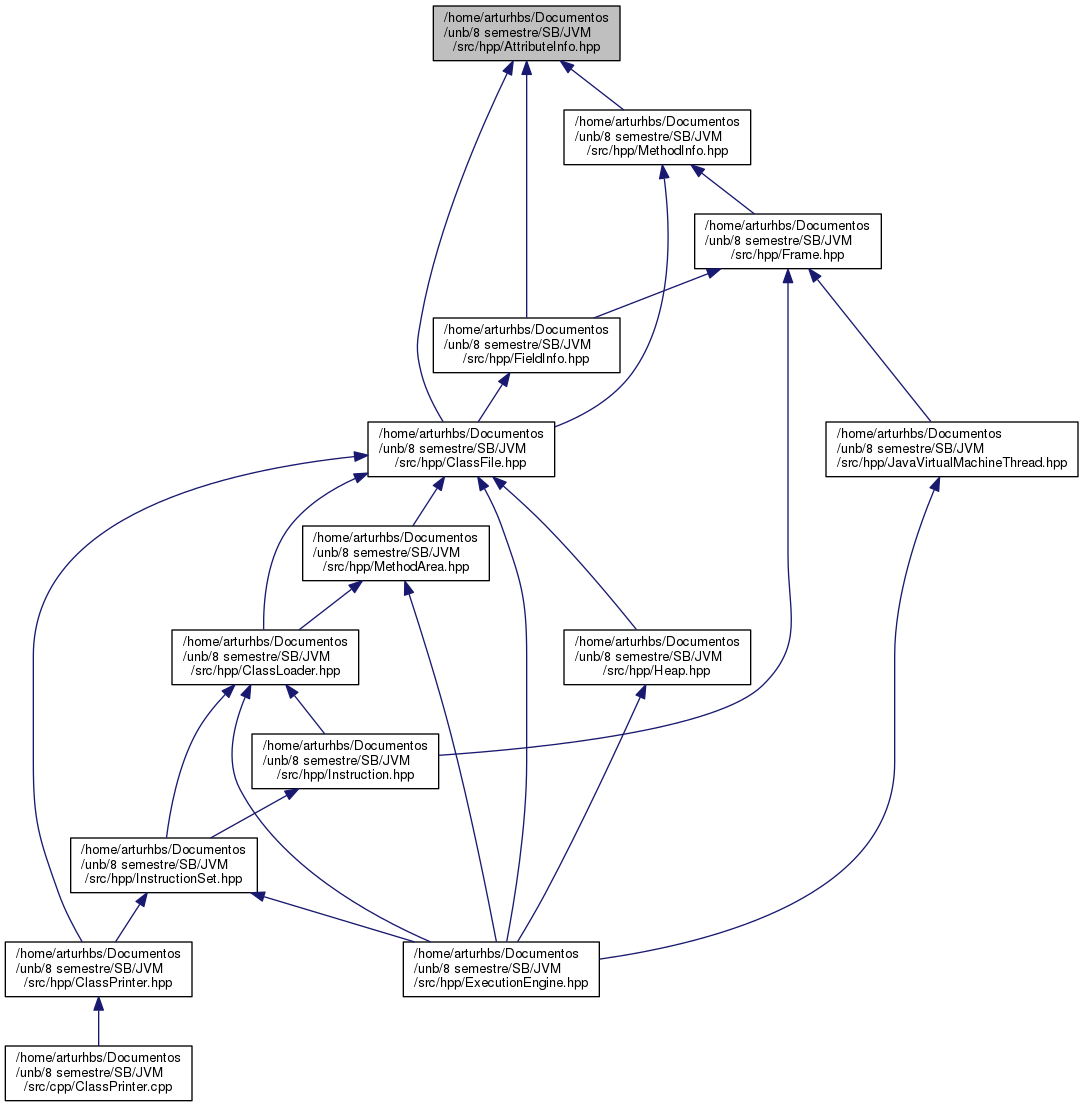 /home/arturhbs/Documentos
/unb/8 semestre/SB/JVM
/src/hpp/AttributeInfo.hpp
/home/arturhbs/Documentos
/unb/8 semestre/SB/JVM
/src/hpp/MethodInfo.hpp
/home/arturhbs/Documentos
/unb/8 semestre/SB/JVM
/src/hpp/Frame.hpp
/home/arturhbs/Documentos
/unb/8 semestre/SB/JVM
/src/hpp/FieldInfo.hpp
/home/arturhbs/Documentos
/unb/8 semestre/SB/JVM
/src/hpp/ClassFile.hpp
/home/arturhbs/Documentos
/unb/8 semestre/SB/JVM
/src/hpp/JavaVirtualMachineThread.hpp
/home/arturhbs/Documentos
/unb/8 semestre/SB/JVM
/src/hpp/MethodArea.hpp
/home/arturhbs/Documentos
/unb/8 semestre/SB/JVM
/src/hpp/ClassLoader.hpp
/home/arturhbs/Documentos
/unb/8 semestre/SB/JVM
/src/hpp/Heap.hpp
/home/arturhbs/Documentos
/unb/8 semestre/SB/JVM
/src/hpp/Instruction.hpp
/home/arturhbs/Documentos
/unb/8 semestre/SB/JVM
/src/hpp/InstructionSet.hpp
/home/arturhbs/Documentos
/unb/8 semestre/SB/JVM
/src/hpp/ClassPrinter.hpp
/home/arturhbs/Documentos
/unb/8 semestre/SB/JVM
/src/hpp/ExecutionEngine.hpp
/home/arturhbs/Documentos
/unb/8 semestre/SB/JVM
/src/cpp/ClassPrinter.cpp